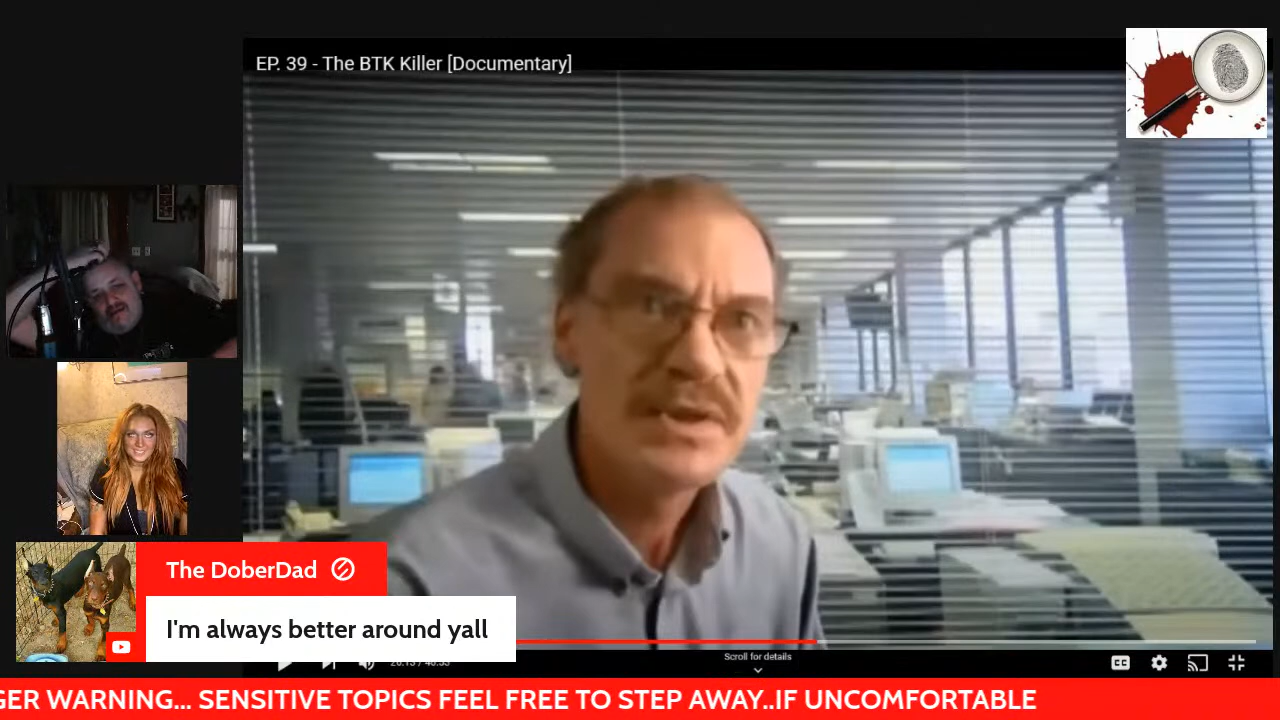 EP. 39 - The BTK Killer [Documentary]
The DoberDad
I'm always better around yall
Scroll for details
CC
GER WARNING... SENSITIVE TOPICS FEEL FREE TO STEP AWAY..IF UNCOMFORTABLE